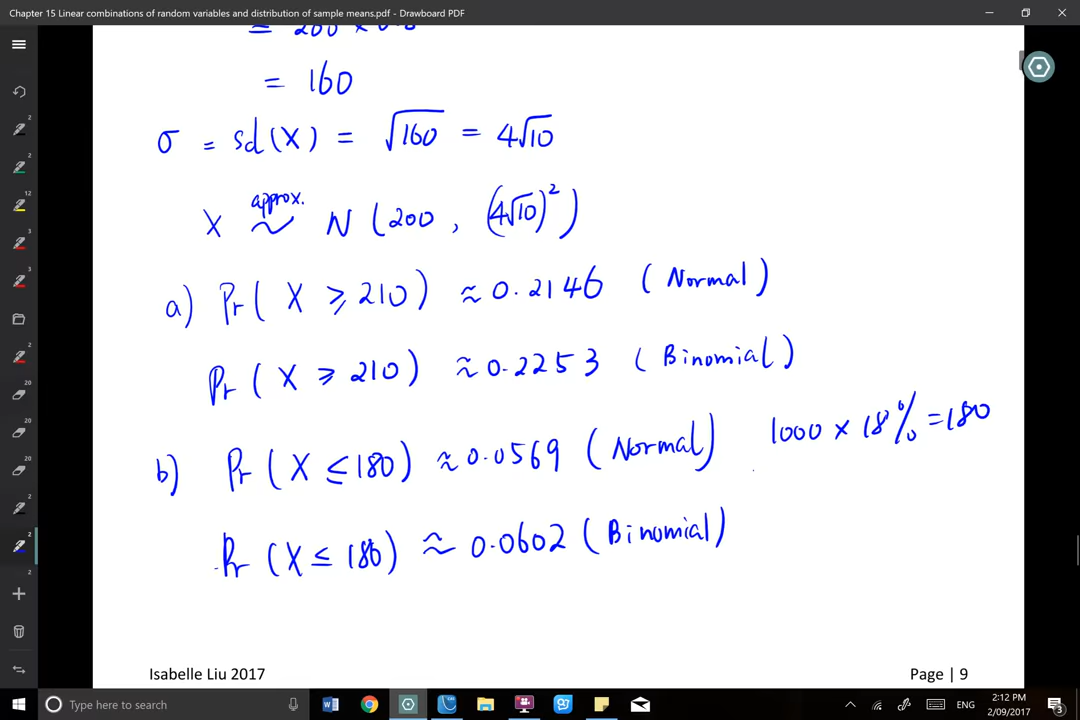 Chapter 15 Linear combinations of random variables and distribution of sample means.pdf - Drawboard PDF
= 200 × 0.8
= 160
σ = sd(X) = √160 = 4√10
X approx. ~ N(200, (4√10)²)
a) Pr(X ≥ 210) ≈ 0.2146 (Normal)
Pr(X ≥ 210) ≈ 0.2253 (Binomial)
1000 × 18% = 180
b) Pr(X ≤ 180) ≈ 0.0569 (Normal)
Pr(X ≤ 180) ≈ 0.0602 (Binomial)
Isabelle Liu 2017
Page | 9
Type here to search
ENG
2:12 PM
2/09/2017